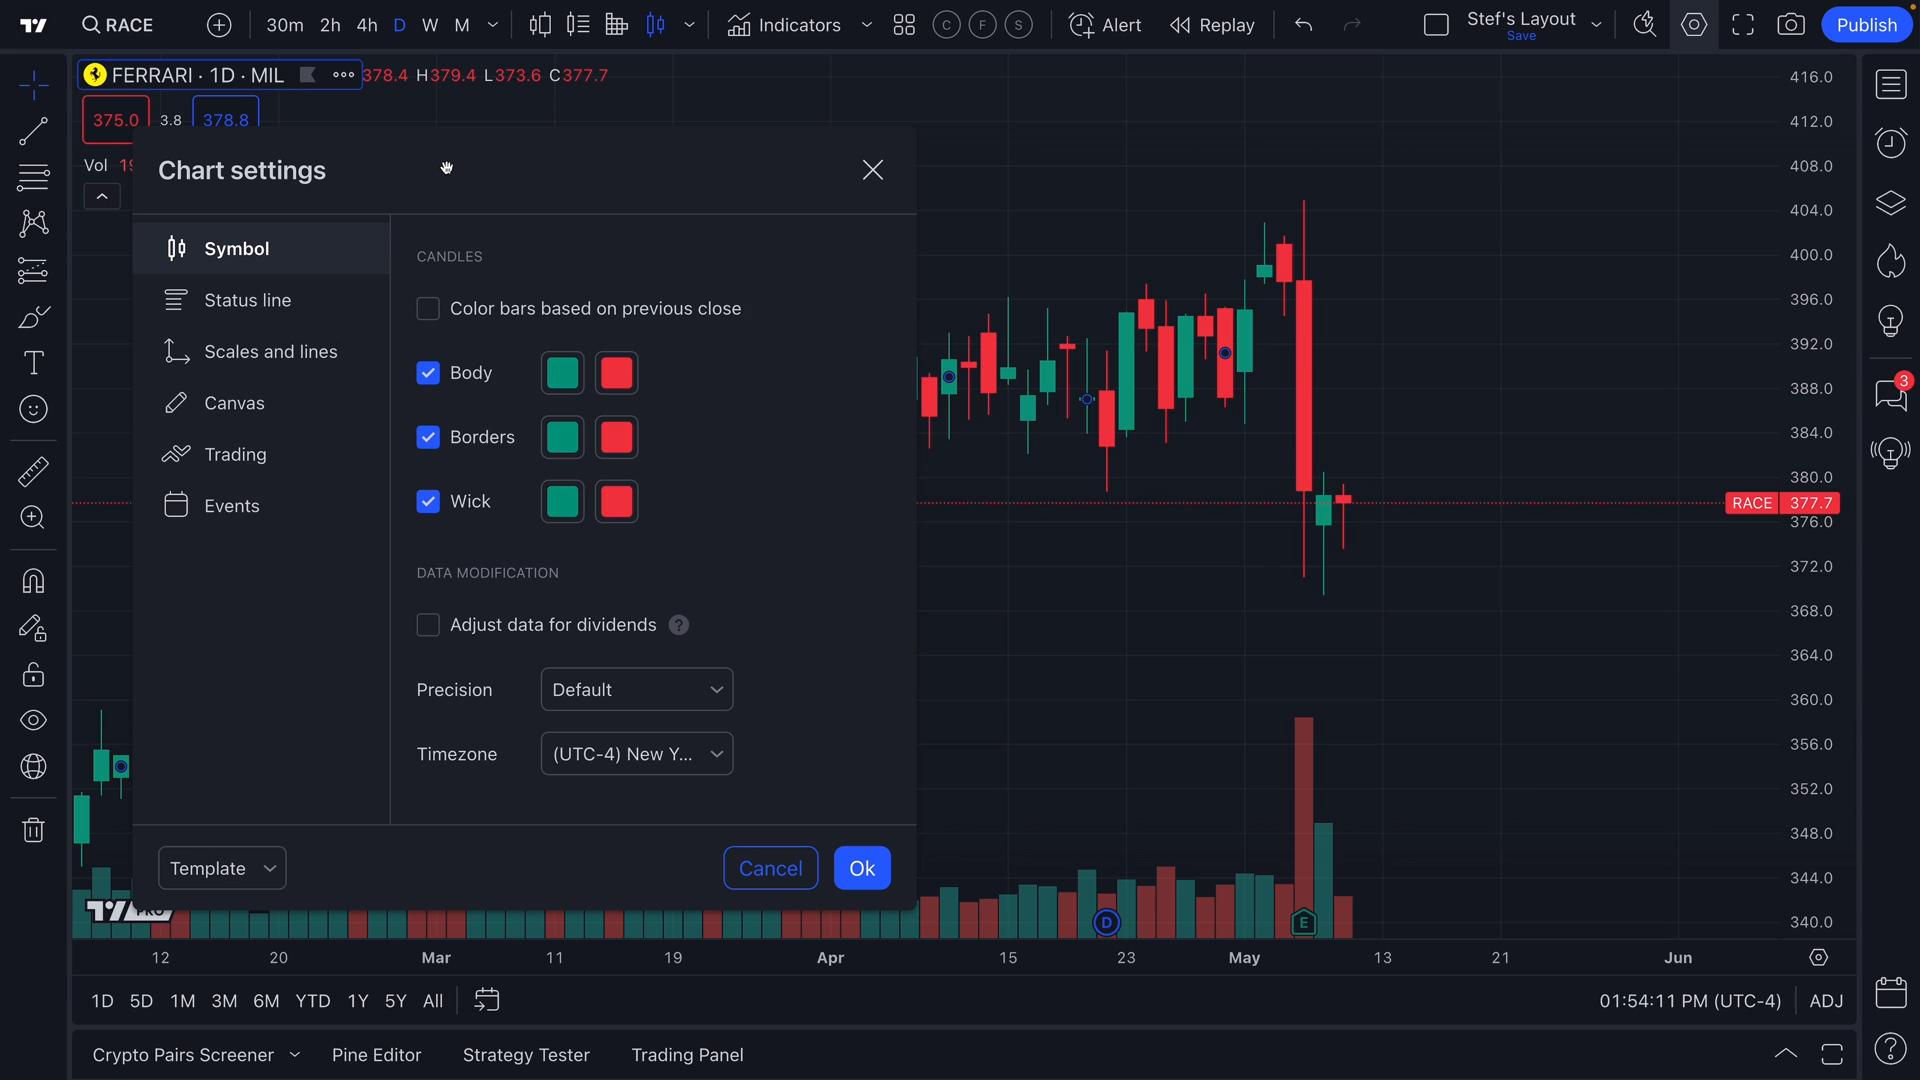 RACE
30m 2h 4h D W M
Indicators
C F S
Alert
Replay
Stef's Layout
Save
Publish
FERRARI · 1D · MIL
378.4 H379.4 L373.6 C377.7
375.0 3.8 378.8
Vol
Chart settings
Symbol
Status line
Scales and lines
Canvas
Trading
Events
CANDLES
Color bars based on previous close
Body
Borders
Wick
DATA MODIFICATION
Adjust data for dividends ?
Precision Default
Timezone (UTC-4) New Y...
Template
Cancel
Ok
416.0
412.0
408.0
404.0
400.0
396.0
392.0
388.0
384.0
380.0
RACE 377.7
376.0
372.0
368.0
364.0
360.0
356.0
352.0
348.0
344.0
340.0
3
D
E
12 20 Mar 11 19 Apr 15 23 May 13 21 Jun
1D 5D 1M 3M 6M YTD 1Y 5Y All
01:54:11 PM (UTC-4) ADJ
Crypto Pairs Screener Pine Editor Strategy Tester Trading Panel